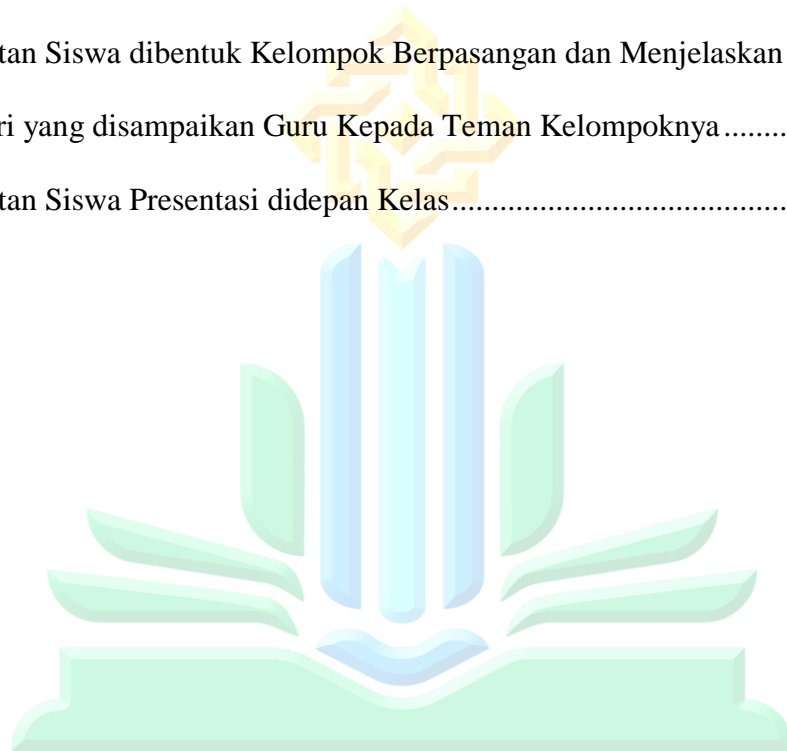 tan Siswa dibentuk Kelompok Berpasangan dan Menjelaskan
ri yang disampaikan Guru Kepada Teman Kelompoknya........
tan Siswa Presentasi didepan Kelas..........................................